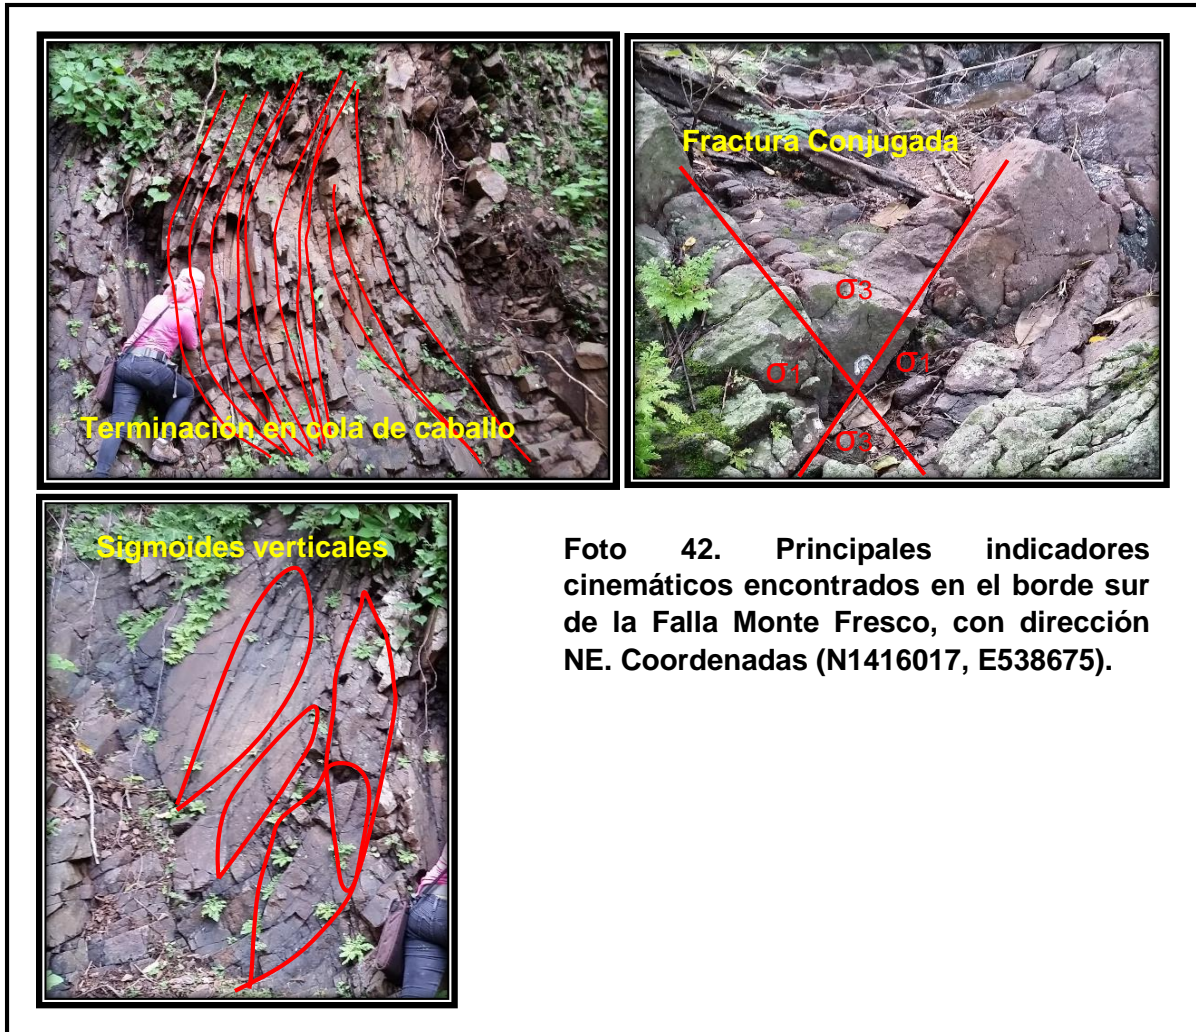 Fractura Conjugada
σ3
σ1
σ1
σ3
Terminación en cola de caballo
Sigmoides verticales
Foto 42. Principales indicadores
cinemáticos encontrados en el borde sur
de la Falla Monte Fresco, con dirección
NE. Coordenadas (N1416017, E538675).